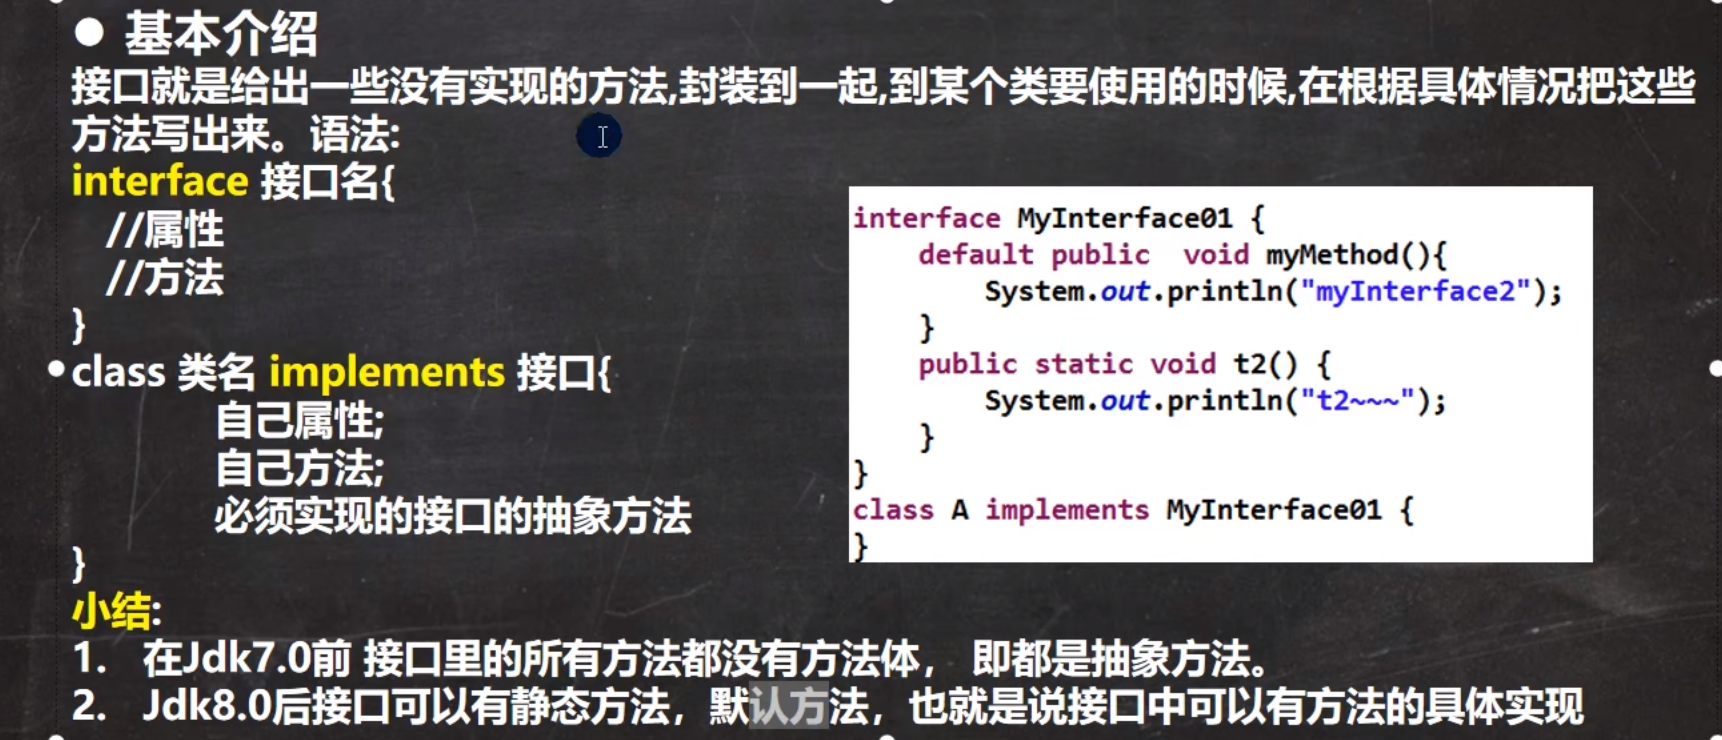 ● 基本介绍
接口就是给出一些没有实现的方法,封装到一起,到某个类要使用的时候,在根据具体情况把这些
方法写出来。语法:
interface 接口名{
//属性
//方法
}
class 类名 implements 接口{
自己属性;
自己方法;
必须实现的接口的抽象方法
}
小结:
1. 在Jdk7.0前 接口里的所有方法都没有方法体， 即都是抽象方法。
2. Jdk8.0后接口可以有静态方法，默认方法，也就是说接口中可以有方法的具体实现
interface MyInterface01 {
default public  void myMethod(){
System.out.println("myInterface2");
}
public static void t2() {
System.out.println("t2~~~");
}
}
class A implements MyInterface01 {
}